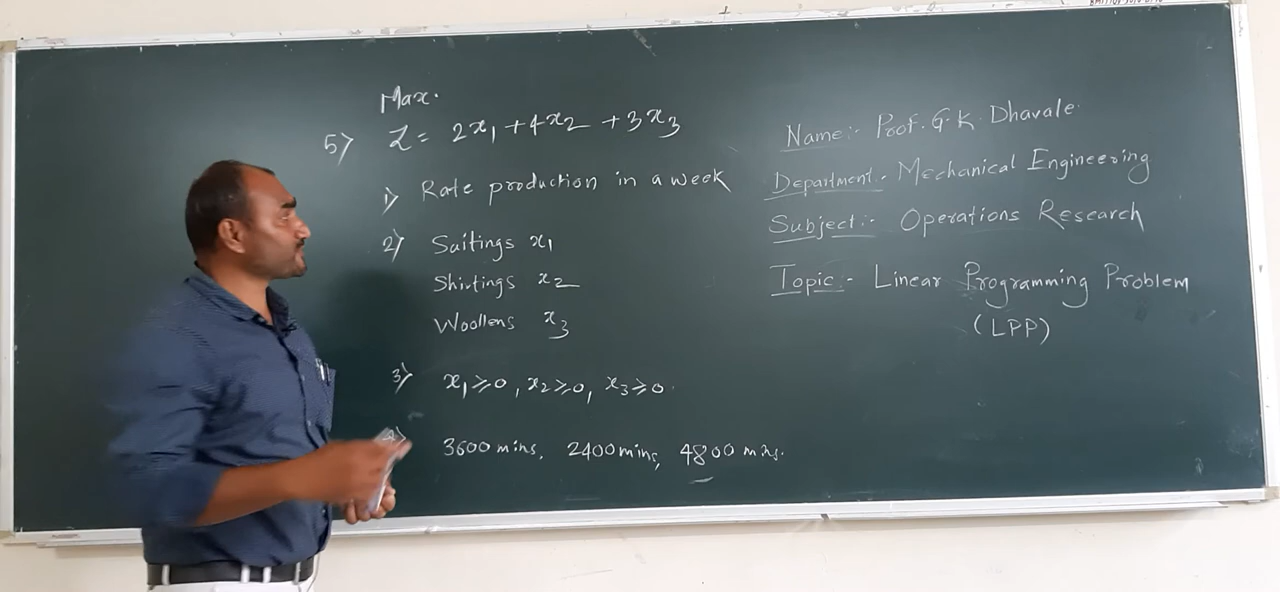 Max.
5) Z = 2x₁ + 4x₂ + 3x₃
1) Rate production in a week
2) Suitings x₁
Shirtings x₂
Woollens x₃
3) x₁ ≥ 0, x₂ ≥ 0, x₃ ≥ 0.
4) 3600 mins, 2400 mins, 4800 mins.
Name:- Prof. G. K. Dhavale
Department:- Mechanical Engineering
Subject:- Operations Research
Topic:- Linear Programming Problem
(LPP)